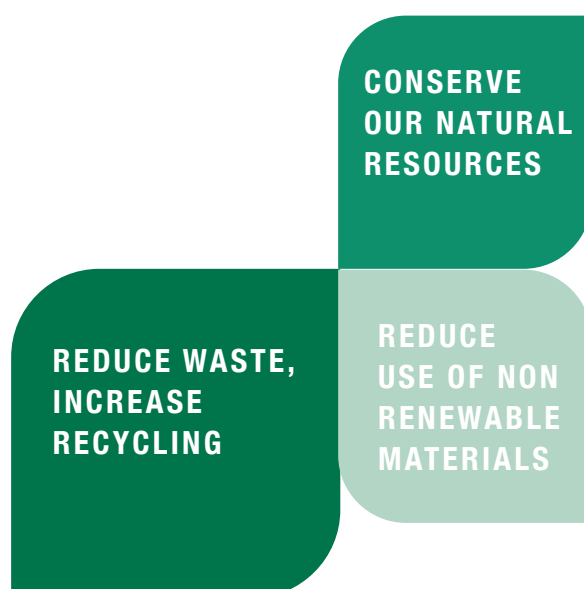 CONSERVE
OUR NATURAL
RESOURCES
REDUCE WASTE,
INCREASE
RECYCLING
REDUCE
USE OF NON
RENEWABLE
MATERIALS